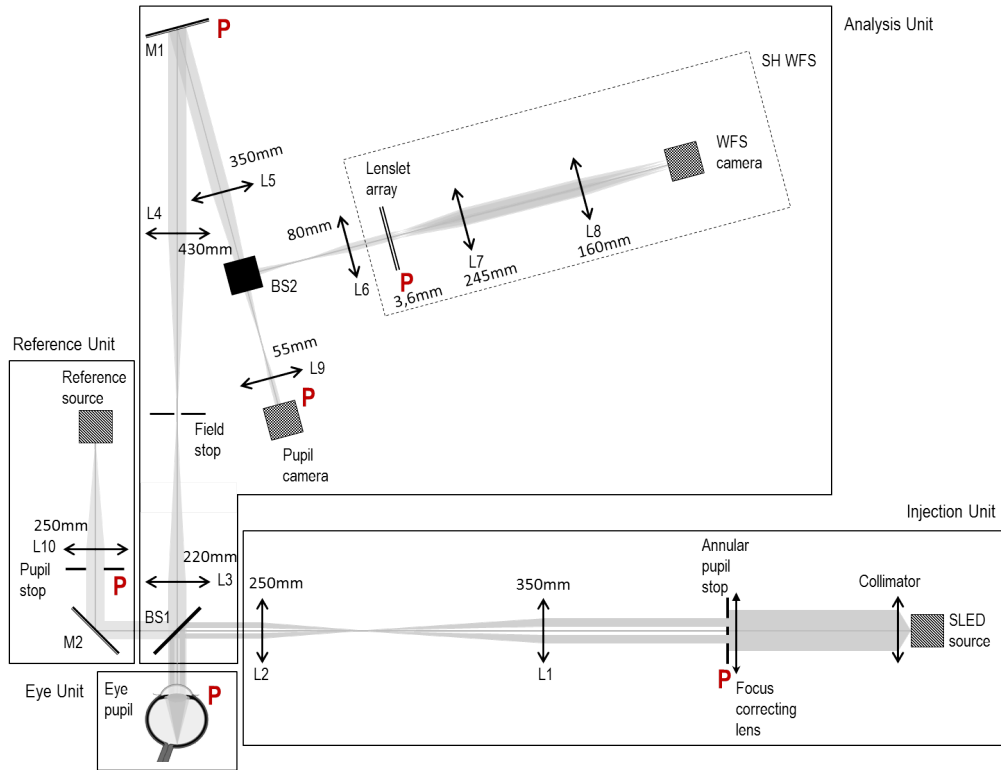 Analysis Unit
M1
P
SH WFS
350mm
L5
Lenslet
array
WFS
camera
L4
430mm
80mm
BS2
L6
P
3,6mm
L7
245mm
L8
160mm
55mm
L9
P
Pupil
camera
Field
stop
Reference Unit
Reference
source
250mm
L10
Pupil
stop
P
M2
BS1
220mm
L3
Injection Unit
250mm
L2
350mm
L1
Annular
pupil
stop
P
Focus
correcting
lens
Collimator
SLED
source
Eye Unit
Eye
pupil
P